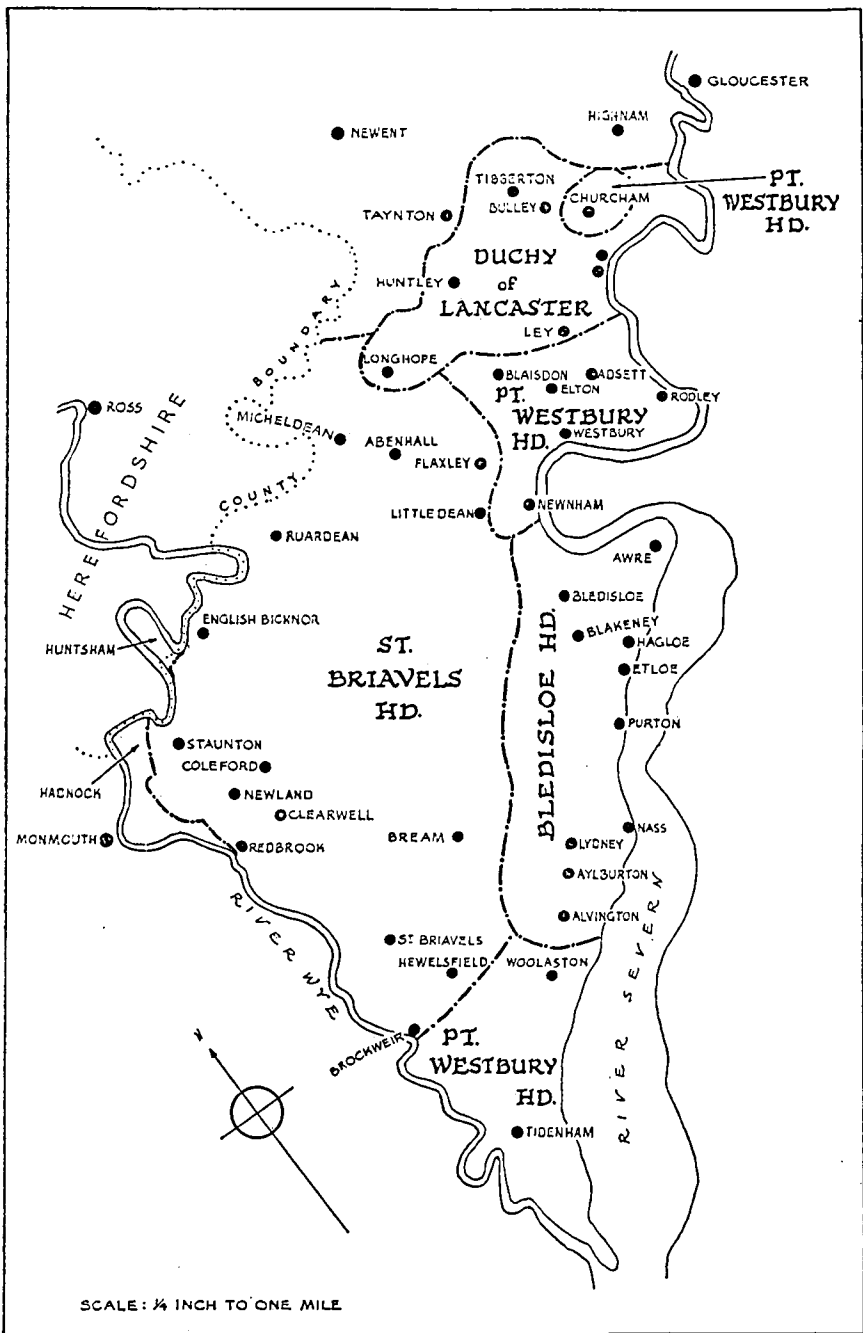 GLOUCESTER
HIGHNAM
NEWENT
TIBBERTON
PT.
WESTBURY
HD.
CHURCHAM
BULLEY
TAYNTON
DUCHY
of
LANCASTER
HUNTLEY
BOUNDARY
LEY
LONGHOPE
BLAISDON
ADSETT
ELTON
RODLEY
PT.
WESTBURY
HD.
WESTBURY
ROSS
HEREFORDSHIRE
MICHELDEAN
ABENHALL
FLAXLEY
COUNTY
LITTLEDEAN
NEWNHAM
RUARDEAN
AWRE
BLEDISLOE
ENGLISH BICKNOR
BLAKENEY
HAGLOE
HUNTSHAM
ETLOE
ST.
BRIAVELS
HD.
BLEDISLOE HD.
PURTON
STAUNTON
COLEFORD
HADNOCK
NEWLAND
CLEARWELL
NASS
MONMOUTH
REDBROOK
BREAM
LYDNEY
AYLBURTON
ALVINGTON
RIVER WYE
ST BRIAVELS
HEWELSFIELD
WOOLASTON
RIVER SEVERN
BROCKWEIR
PT.
WESTBURY
HD.
N
TIDENHAM
SCALE: ¼ INCH TO ONE MILE